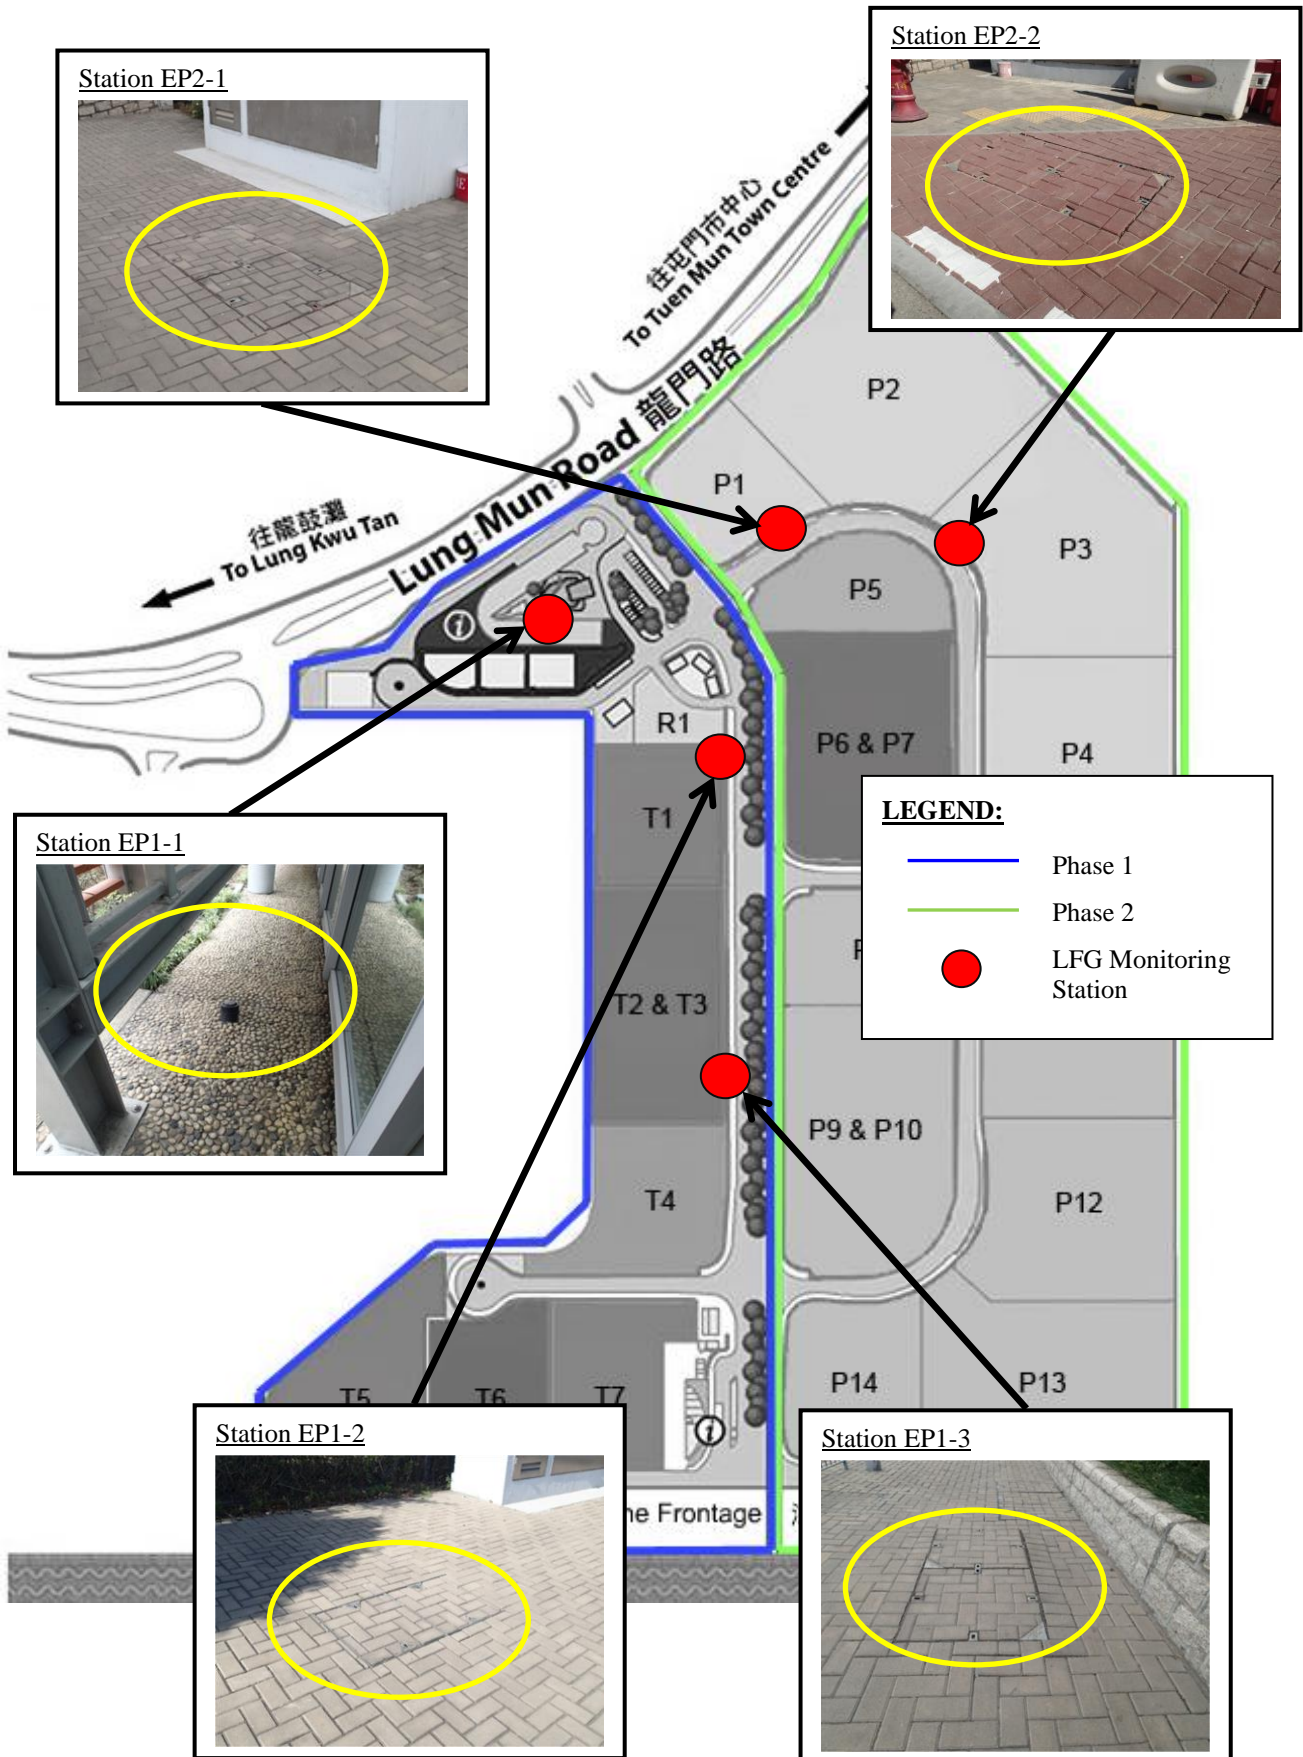 Station EP2-1
Station EP2-2
往屯門市中心
To Tuen Mun Town Centre
Lung Mun Road 龍門路
往龍鼓灘
To Lung Kwu Tan
P2
P1
P3
P5
i
R1
P6 & P7
P4
T1
Station EP1-1
LEGEND:
Phase 1
Phase 2
LFG Monitoring
Station
T2 & T3
P9 & P10
T4
P12
T5
T6
T7
P14
P13
i
Station EP1-2
Station EP1-3
ne Frontage